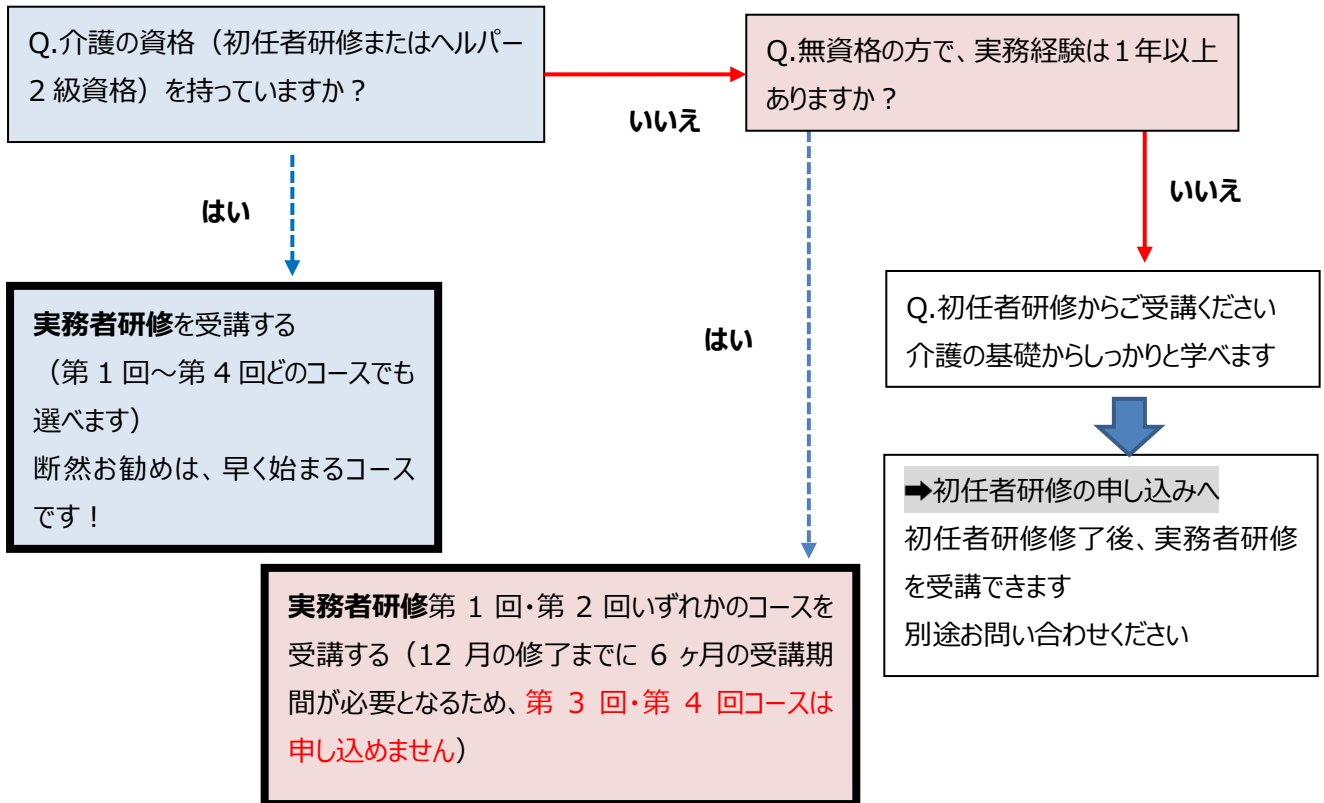 Q.介護の資格（初任者研修またはヘルパー
2 級資格）を持っていますか？
いいえ
Q.無資格の方で、実務経験は１年以上
ありますか？
はい
いいえ
実務者研修を受講する
（第 1 回～第 4 回どのコースでも
選べます）
断然お勧めは、早く始まるコース
です！
はい
Q.初任者研修からご受講ください
介護の基礎からしっかりと学べます
➡初任者研修の申し込みへ
初任者研修修了後、実務者研修
を受講できます
別途お問い合わせください
実務者研修第 1 回・第 2 回いずれかのコースを
受講する（12 月の修了までに 6 ヶ月の受講期
間が必要となるため、第 3 回・第 4 回コースは
申し込めません）